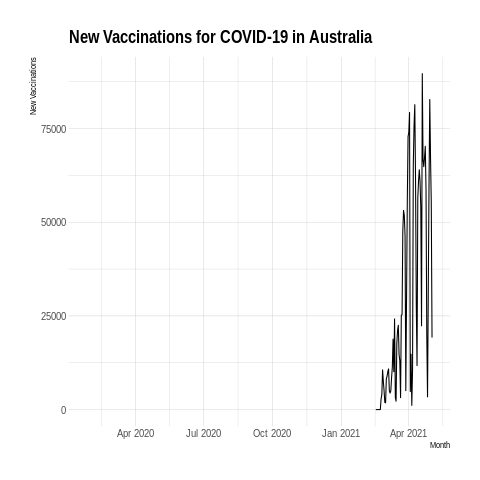 New Vaccinations for COVID-19 in Australia
New Vaccinations
75000
50000
25000
0
Apr 2020 Jul 2020 Oct 2020 Jan 2021 Apr 2021
Month